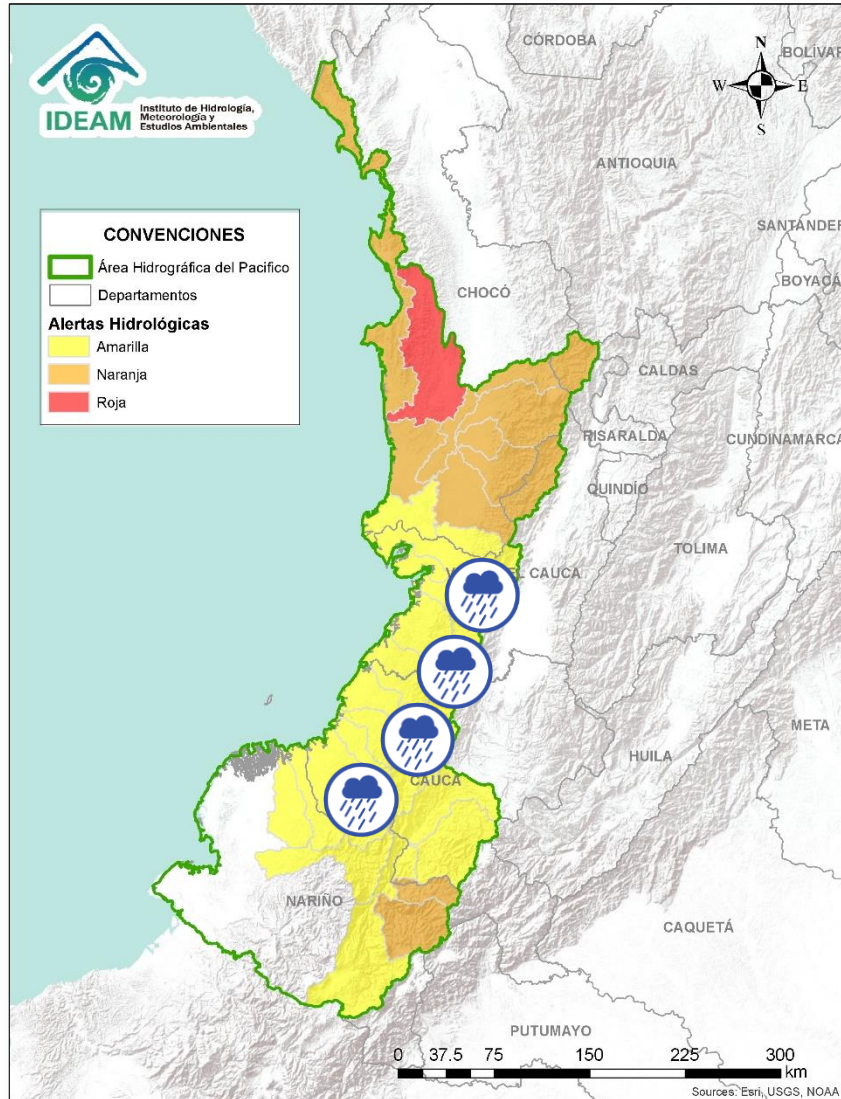 IDEAM
Instituto de Hidrología,
Meteorología y
Estudios Ambientales
N
W
E
S
CÓRDOBA
BOLÍVAR
ANTIOQUIA
SANTANDER
BOYACÁ
CHOCÓ
CALDAS
RISARALDA
CUNDINAMARCA
QUINDÍO
TOLIMA
EL CAUCA
META
HUILA
CAUCA
NARIÑO
CAQUETÁ
PUTUMAYO
CONVENCIONES
Área Hidrográfica del Pacifico
Departamentos
Alertas Hidrológicas
Amarilla
Naranja
Roja
0 37.5 75 150 225 300
km
Sources: Esri, USGS, NOAA